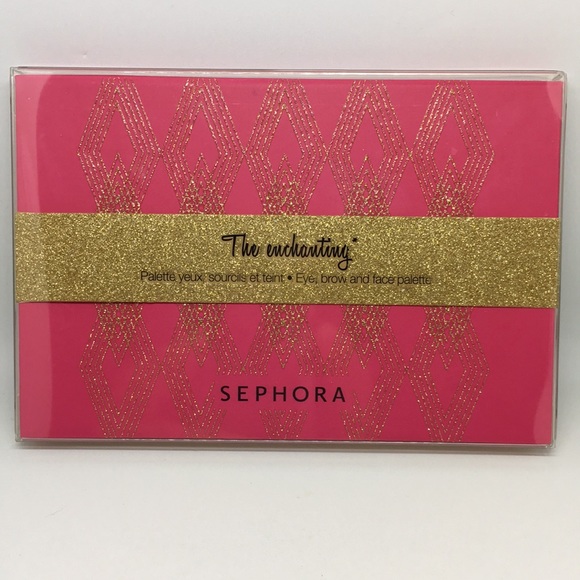 The enchanting*
Palette yeux, sourcils et teint • Eye, brow and face palette
SEPHORA